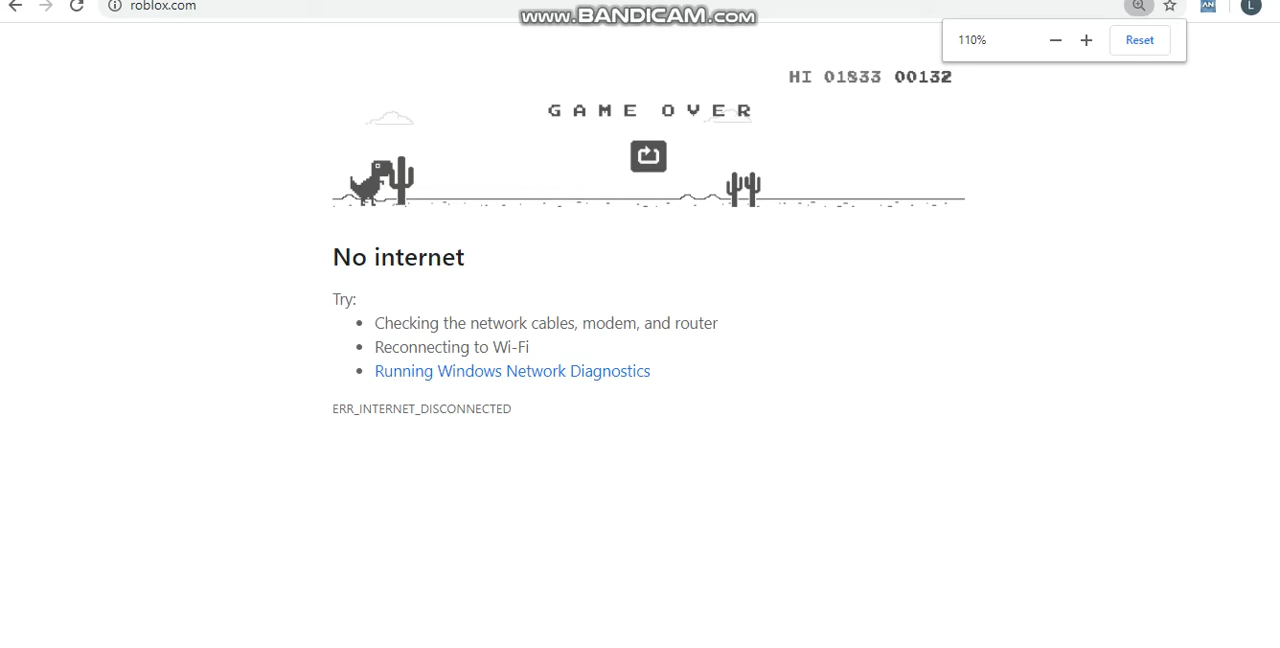 roblox.com
www.BANDICAM.com
L
110%
Reset
HI 01833 00132
GAME OVER
No internet
Try:
Checking the network cables, modem, and router
Reconnecting to Wi-Fi
Running Windows Network Diagnostics
ERR_INTERNET_DISCONNECTED